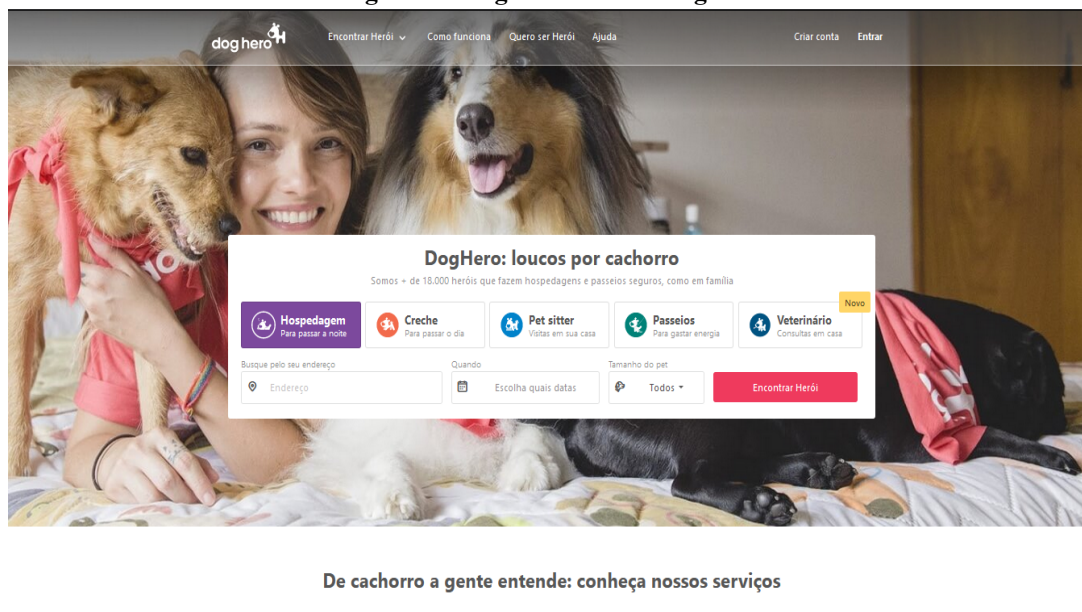 dog hero
Encontrar Herói
Como funciona
Quero ser Herói
Ajuda
Criar conta
Entrar
DogHero: loucos por cachorro
Somos + de 18.000 heróis que fazem hospedagens e passeios seguros, como em família
Novo
Hospedagem
Para passar a noite
Creche
Para passar o dia
Pet sitter
Visitas em sua casa
Passeios
Para gastar energia
Veterinário
Consultas em casa
Busque pelo seu endereço
Endereço
Quando
Escolha quais datas
Tamanho do pet
Todos
Encontrar Herói
De cachorro a gente entende: conheça nossos serviços